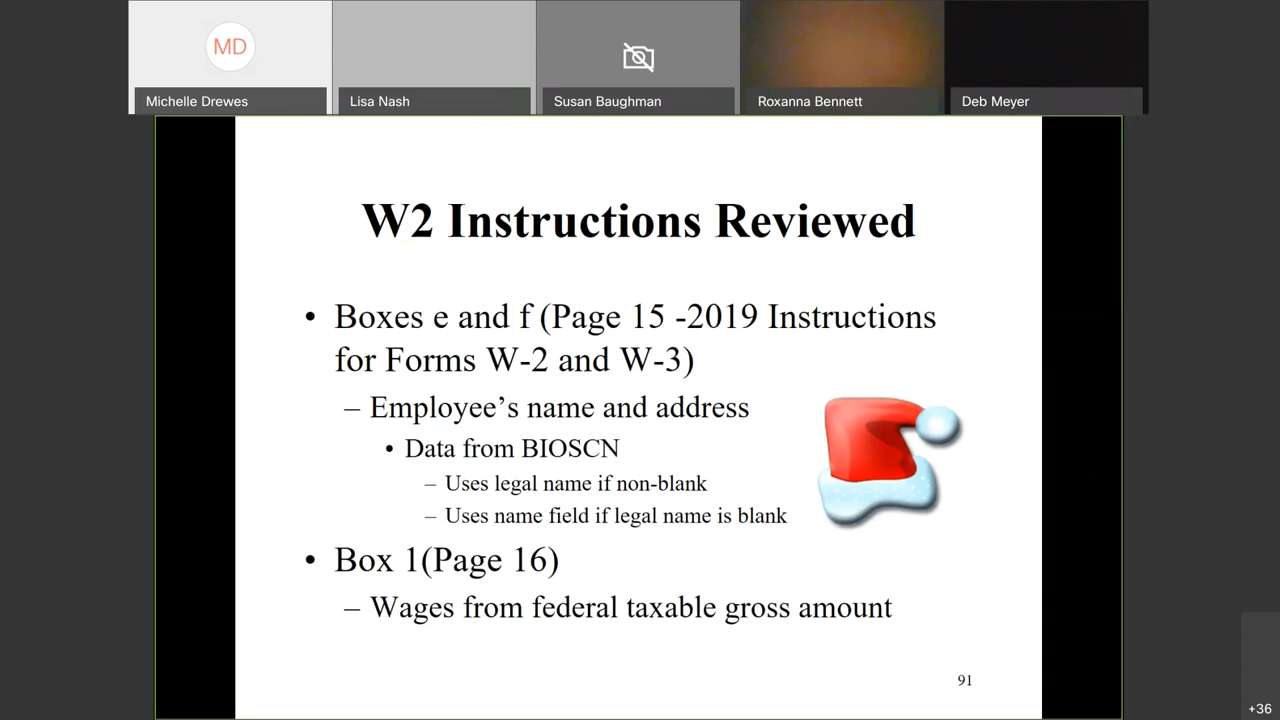 MD
Michelle Drewes
Lisa Nash
Susan Baughman
Roxanna Bennett
Deb Meyer
W2 Instructions Reviewed
• Boxes e and f (Page 15 -2019 Instructions
for Forms W-2 and W-3)
– Employee’s name and address
• Data from BIOSCN
– Uses legal name if non-blank
– Uses name field if legal name is blank
• Box 1(Page 16)
– Wages from federal taxable gross amount
91
+36